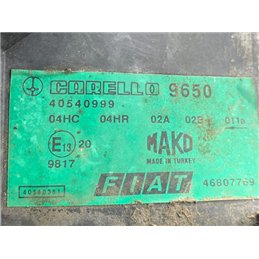 CARELLO 9650
40540999
04HC 04HR 02A 02B 011a
E13 20
MAKO
MADE IN TURKEY
9817
FIAT 46807769